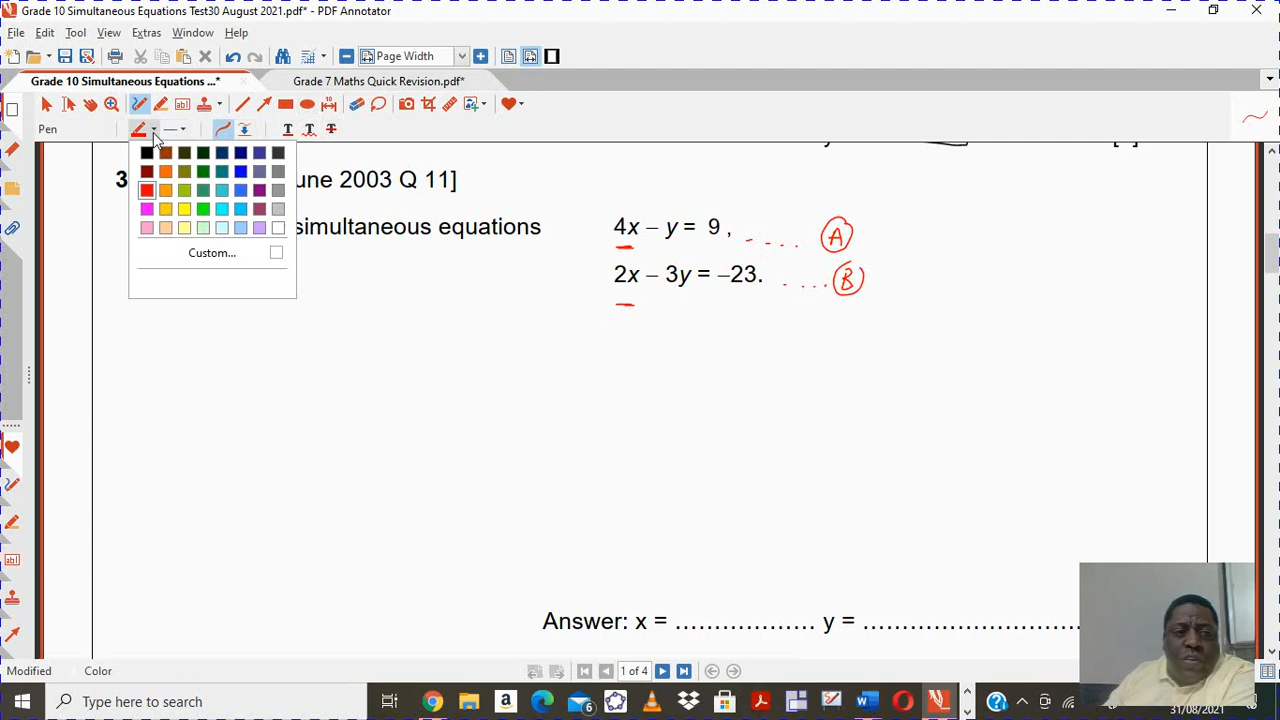 Grade 10 Simultaneous Equations Test30 August 2021.pdf* - PDF Annotator
File Edit Tool View Extras Window Help
Page Width
Grade 10 Simultaneous Equations ...* Grade 7 Maths Quick Revision.pdf*
Pen
Custom...
3 une 2003 Q 11]
simultaneous equations 4x – y = 9 , ..... A
2x – 3y = –23. ..... B
Answer: x = ……………… y = ………………………
Modified Color 1 of 4
Type here to search
31/08/2021